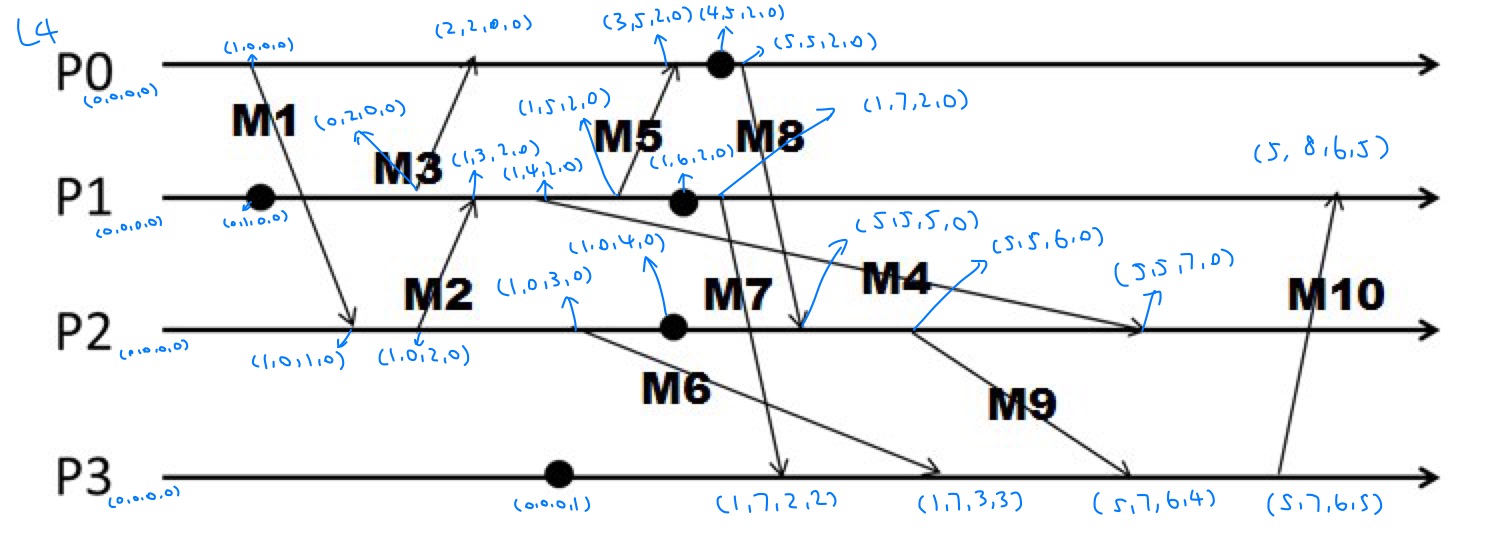 L4
(1,0,0,0)
(2,2,0,0)
(3,5,2,0) (4,5,2,0)
(5,5,2,0)
P0
(0,0,0,0)
M1
(0,2,0,0)
(1,5,2,0)
M5
M8
(1,7,2,0)
M3
(1,3,2,0)
(1,4,2,0)
(1,6,2,0)
(5,8,6,5)
P1
(0,0,0,0)
(0,1,0,0)
(5,5,5,0)
(1,0,4,0)
(5,5,6,0)
M4
(5,5,7,0)
M2
(1,0,3,0)
M7
M10
P2
(0,0,0,0)
(1,0,1,0)
(1,0,2,0)
M6
M9
P3
(0,0,0,0)
(0,0,0,1)
(1,7,2,2)
(1,7,3,3)
(5,7,6,4)
(5,7,6,5)